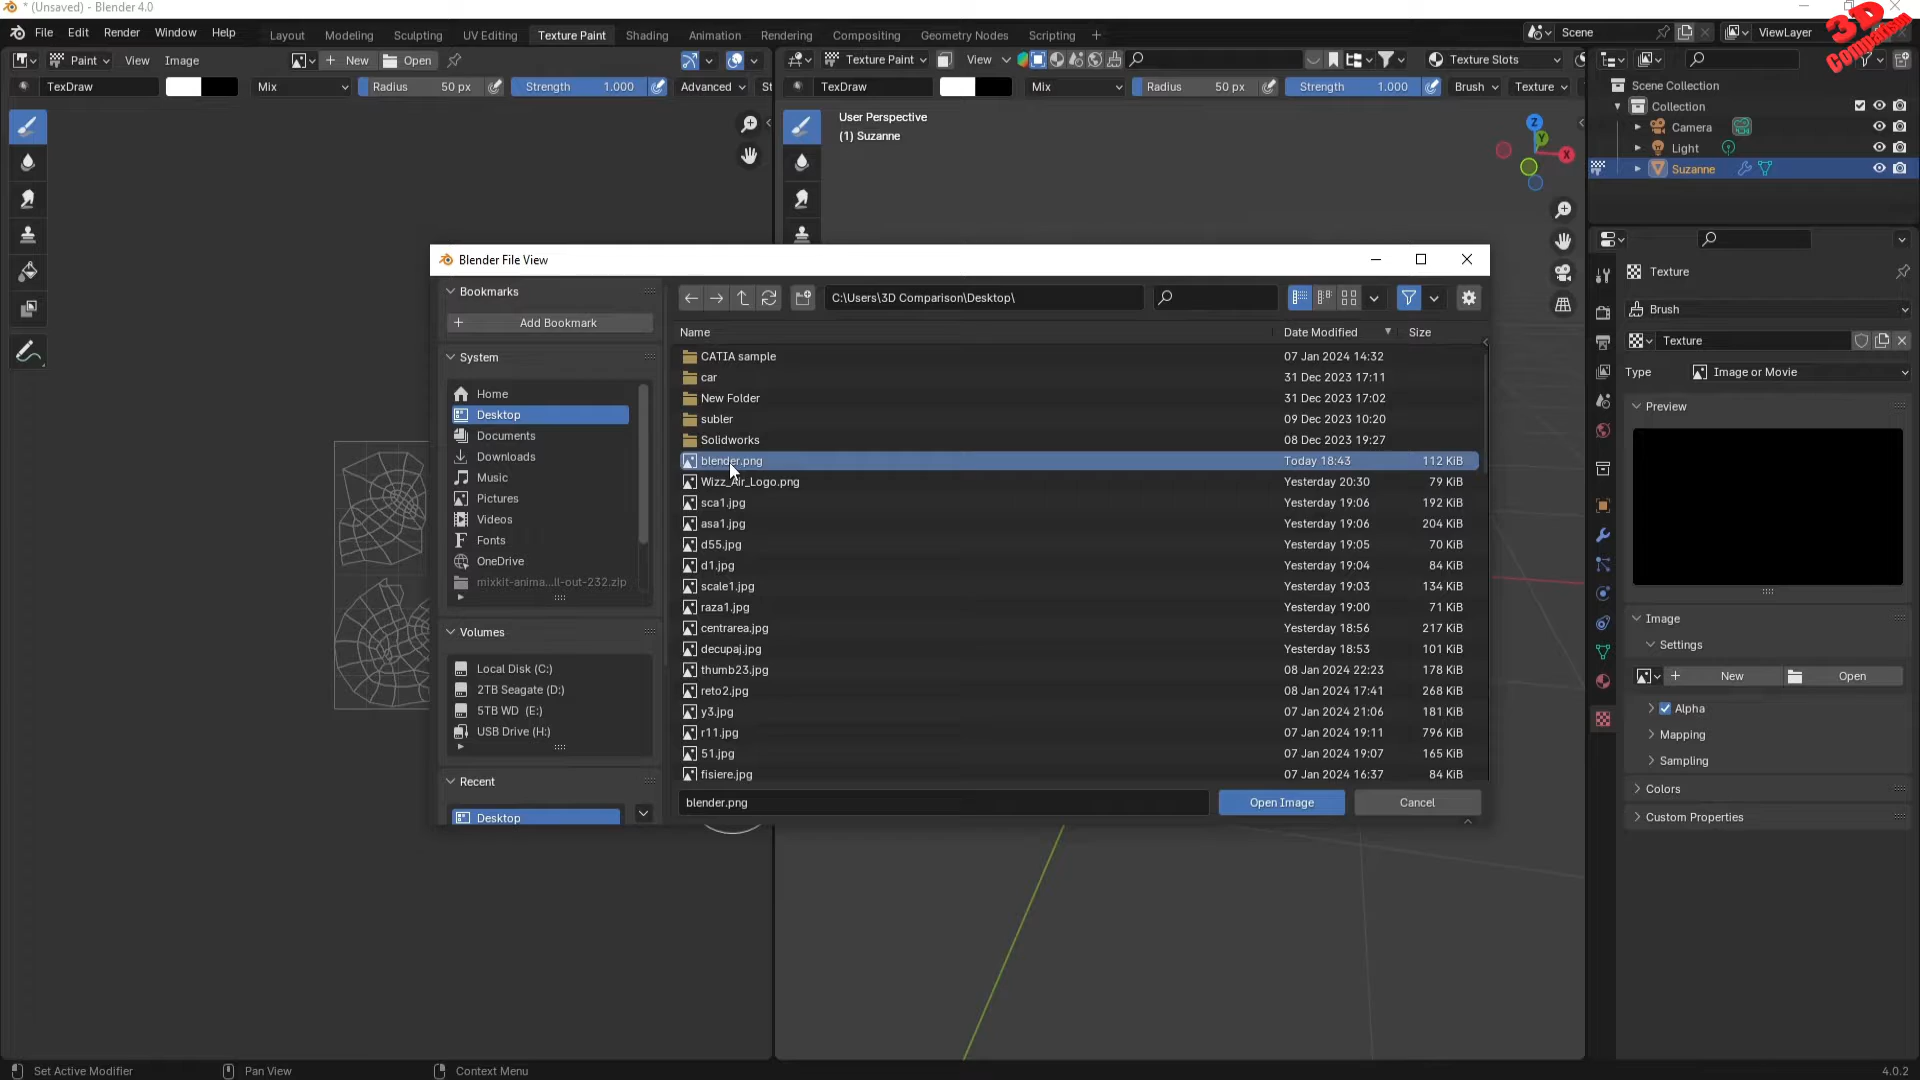 * (Unsaved) - Blender 4.0
File Edit Render Window Help
Layout Modeling Sculpting UV Editing Texture Paint Shading Animation Rendering Compositing Geometry Nodes Scripting +
Scene
ViewLayer
3D
Comparison
Paint View Image
+ New Open
Texture Paint View
Texture Slots
TexDraw Mix Radius 50 px Strength 1.000 Advanced St
TexDraw Mix Radius 50 px Strength 1.000 Brush Texture
User Perspective
(1) Suzanne
Z
Y
X
Scene Collection
Collection
Camera
Light
Suzanne
Blender File View
Bookmarks
+ Add Bookmark
System
Home
Desktop
Documents
Downloads
Music
Pictures
Videos
Fonts
OneDrive
mixkit-anima...ll-out-232.zip
Volumes
Local Disk (C:)
2TB Seagate (D:)
5TB WD (E:)
USB Drive (H:)
Recent
Desktop
C:\Users\3D Comparison\Desktop\
Name Date Modified Size
CATIA sample 07 Jan 2024 14:32
car 31 Dec 2023 17:11
New Folder 31 Dec 2023 17:02
subler 09 Dec 2023 10:20
Solidworks 08 Dec 2023 19:27
blender.png Today 18:43 112 KiB
Wizz_Air_Logo.png Yesterday 20:30 79 KiB
sca1.jpg Yesterday 19:06 192 KiB
asa1.jpg Yesterday 19:06 204 KiB
d55.jpg Yesterday 19:05 70 KiB
d1.jpg Yesterday 19:04 84 KiB
scale1.jpg Yesterday 19:03 134 KiB
raza1.jpg Yesterday 19:00 71 KiB
centrarea.jpg Yesterday 18:56 217 KiB
decupaj.jpg Yesterday 18:53 101 KiB
thumb23.jpg 08 Jan 2024 22:23 178 KiB
reto2.jpg 08 Jan 2024 17:41 268 KiB
y3.jpg 07 Jan 2024 21:06 181 KiB
r11.jpg 07 Jan 2024 19:11 796 KiB
51.jpg 07 Jan 2024 19:07 165 KiB
fisiere.jpg 07 Jan 2024 16:37 84 KiB
blender.png
Open Image
Cancel
Texture
Brush
Texture
Type Image or Movie
Preview
Image
Settings
+ New Open
Alpha
Mapping
Sampling
Colors
Custom Properties
Set Active Modifier
Pan View
Context Menu
4.0.2